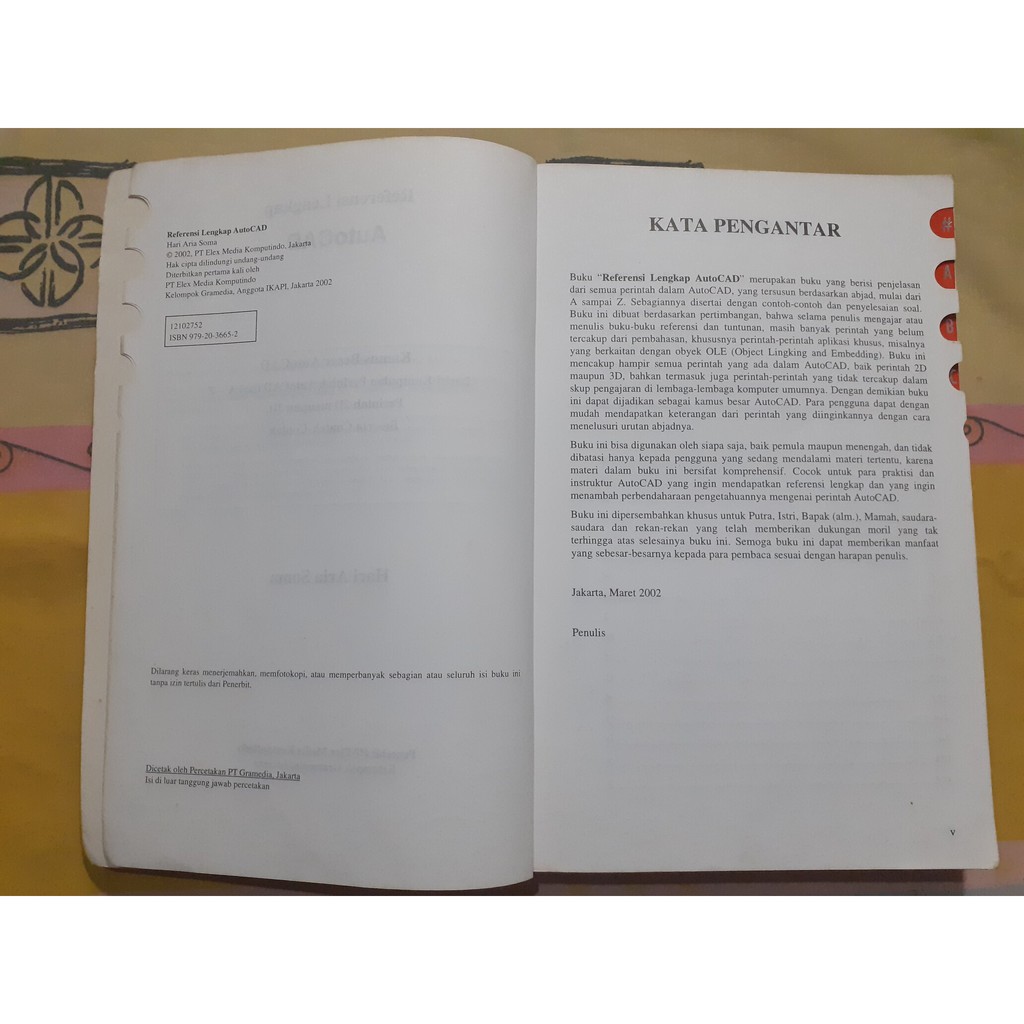 Referensi Lengkap AutoCAD
Hari Aria Soma
© 2002, PT Elex Media Komputindo, Jakarta
Hak cipta dilindungi undang-undang
Diterbitkan pertama kali oleh
PT Elex Media Komputindo
Kelompok Gramedia, Anggota IKAPI, Jakarta 2002
12102752
ISBN 979-20-3665-2
Dilarang keras menerjemahkan, memfotokopi, atau memperbanyak sebagian atau seluruh isi buku ini
tanpa izin tertulis dari Penerbit.
Dicetak oleh Percetakan PT Gramedia, Jakarta
Isi di luar tanggung jawab percetakan
KATA PENGANTAR
Buku "Referensi Lengkap AutoCAD" merupakan buku yang berisi penjelasan
dari semua perintah dalam AutoCAD, yang tersusun berdasarkan abjad, mulai dari
A sampai Z. Sebagiannya disertai dengan contoh-contoh dan penyelesaian soal.
Buku ini dibuat berdasarkan pertimbangan, bahwa selama penulis mengajar atau
menulis buku-buku referensi dan tuntunan, masih banyak perintah yang belum
tercakup dari pembahasan, khususnya perintah-perintah aplikasi khusus, misalnya
yang berkaitan dengan obyek OLE (Object Lingking and Embedding). Buku ini
mencakup hampir semua perintah yang ada dalam AutoCAD, baik perintah 2D
maupun 3D, bahkan termasuk juga perintah-perintah yang tidak tercakup dalam
skup pengajaran di lembaga-lembaga komputer umumnya. Dengan demikian buku
ini dapat dijadikan sebagai kamus besar AutoCAD. Para pengguna dapat dengan
mudah mendapatkan keterangan dari perintah yang diinginkannya dengan cara
menelusuri urutan abjadnya.
Buku ini bisa digunakan oleh siapa saja, baik pemula maupun menengah, dan tidak
dibatasi hanya kepada pengguna yang sedang mendalami materi tertentu, karena
materi dalam buku ini bersifat komprehensif. Cocok untuk para praktisi dan
instruktur AutoCAD yang ingin mendapatkan referensi lengkap dan yang ingin
menambah perbendaharaan pengetahuannya mengenai perintah AutoCAD.
Buku ini dipersembahkan khusus untuk Putra, Istri, Bapak (alm.), Mamah, saudara-
saudara dan rekan-rekan yang telah memberikan dukungan moril yang tak
terhingga atas selesainya buku ini. Semoga buku ini dapat memberikan manfaat
yang sebesar-besarnya kepada para pembaca sesuai dengan harapan penulis.
Jakarta, Maret 2002
Penulis
v
#
A
B